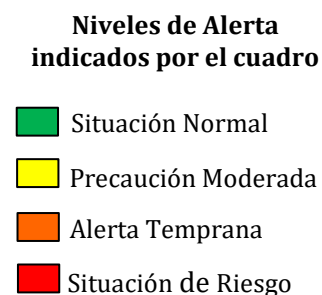 Niveles de Alerta
indicados por el cuadro
Situación Normal
Precaución Moderada
Alerta Temprana
Situación de Riesgo